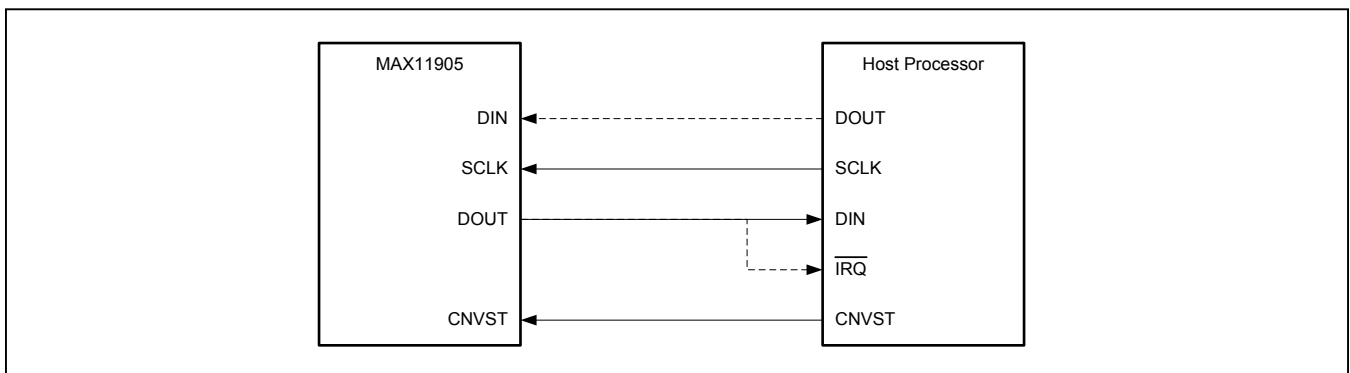 MAX11905
Host Processor
DIN
DOUT
SCLK
SCLK
DOUT
DIN
IRQ
CNVST
CNVST